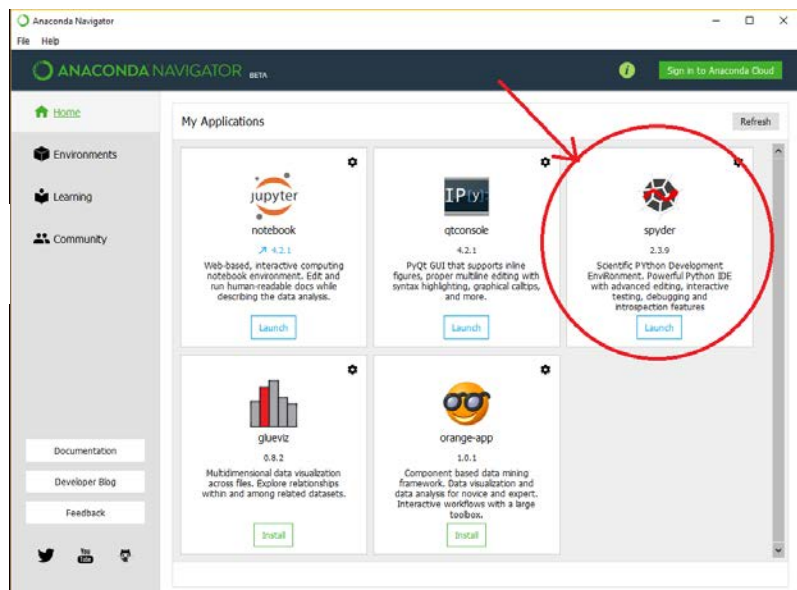 Anaconda Navigator
File Help
ANACONDA NAVIGATOR BETA
i
Sign in to Anaconda Cloud
Home
Environments
Learning
Community
Documentation
Developer Blog
Feedback
You
Tube
My Applications
Refresh
jupyter
notebook
4.2.1
Web-based, interactive computing
notebook environment. Edit and
run human-readable docs while
describing the data analysis.
Launch
IP[y]:
qtconsole
4.2.1
PyQt GUI that supports inline
figures, proper multiline editing with
syntax highlighting, graphical calltips,
and more.
Launch
spyder
2.3.9
Scientific PYthon Development
EnviRonment. Powerful Python IDE
with advanced editing, interactive
testing, debugging and
introspection features
Launch
glueviz
0.8.2
Multidimensional data visualization
across files. Explore relationships
within and among related datasets.
Install
orange-app
1.0.1
Component based data mining
framework. Data visualization and
data analysis for novice and expert.
Interactive workflows with a large
toolbox.
Install